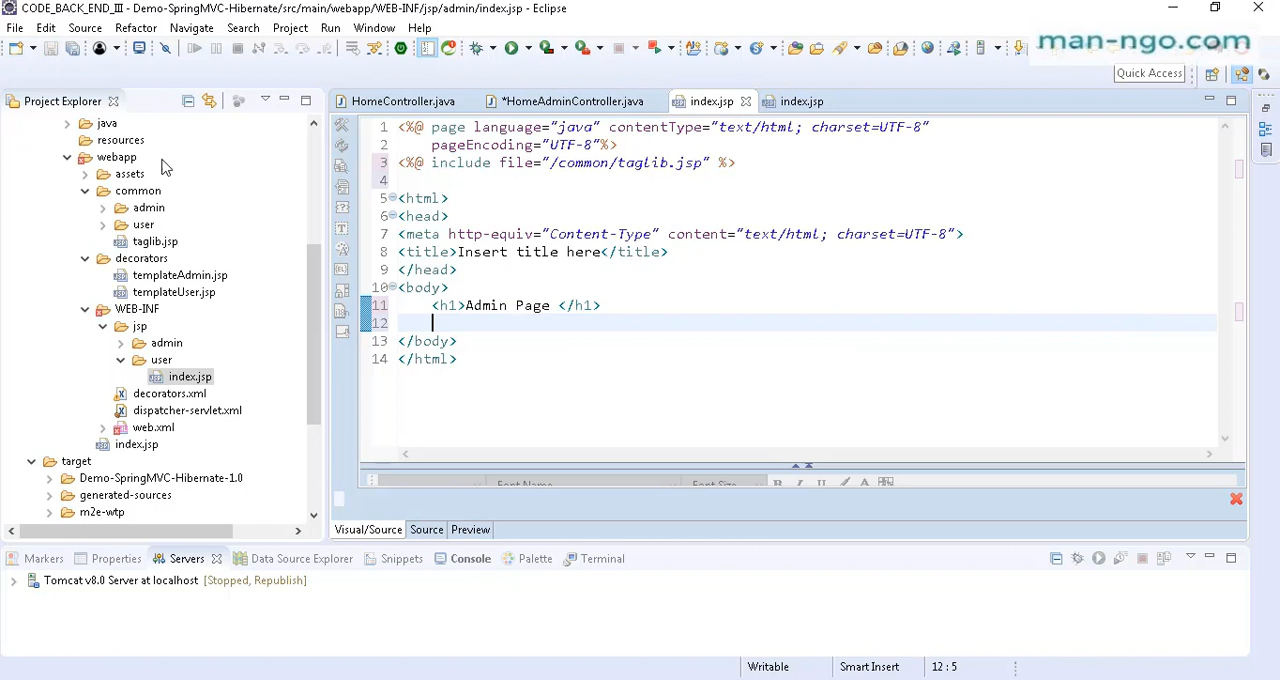 CODE_BACK_END_III - Demo-SpringMVC-Hibernate/src/main/webapp/WEB-INF/jsp/admin/index.jsp - Eclipse
File Edit Source Refactor Navigate Search Project Run Window Help
man-ngo.com
Quick Access
Project Explorer
HomeController.java *HomeAdminController.java index.jsp index.jsp
java
resources
webapp
assets
common
admin
user
taglib.jsp
decorators
templateAdmin.jsp
templateUser.jsp
WEB-INF
jsp
admin
user
index.jsp
decorators.xml
dispatcher-servlet.xml
web.xml
index.jsp
target
Demo-SpringMVC-Hibernate-1.0
generated-sources
m2e-wtp
1 <%@ page language="java" contentType="text/html; charset=UTF-8"
2 pageEncoding="UTF-8"%>
3 <%@ include file="/common/taglib.jsp" %>
4
5 <html>
6 <head>
7 <meta http-equiv="Content-Type" content="text/html; charset=UTF-8">
8 <title>Insert title here</title>
9 </head>
10 <body>
11 <h1>Admin Page </h1>
12
13 </body>
14 </html>
Font Name Font Size B I U A
Visual/Source Source Preview
Markers Properties Servers Data Source Explorer Snippets Console Palette Terminal
Tomcat v8.0 Server at localhost [Stopped, Republish]
Writable Smart Insert 12 : 5